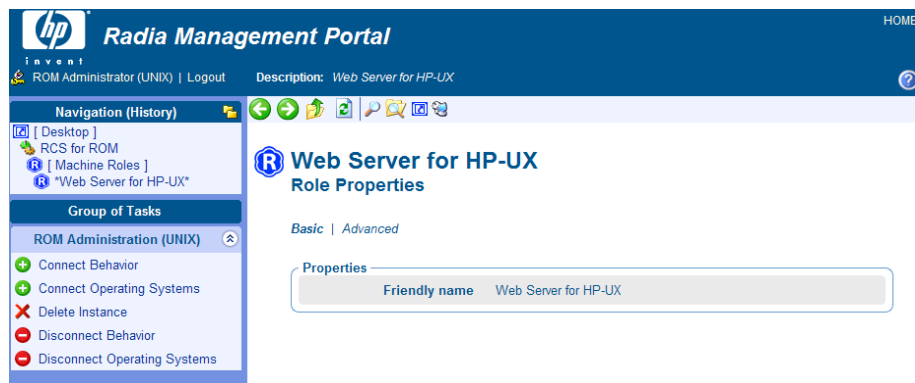 hp
invent
Radia Management Portal
HOME
ROM Administrator (UNIX) | Logout
Description: Web Server for HP-UX
?
Navigation (History)
[ Desktop ]
RCS for ROM
R [ Machine Roles ]
R *Web Server for HP-UX*
Group of Tasks
ROM Administration (UNIX)
Connect Behavior
Connect Operating Systems
Delete Instance
Disconnect Behavior
Disconnect Operating Systems
R Web Server for HP-UX
Role Properties
Basic | Advanced
Properties
Friendly name Web Server for HP-UX